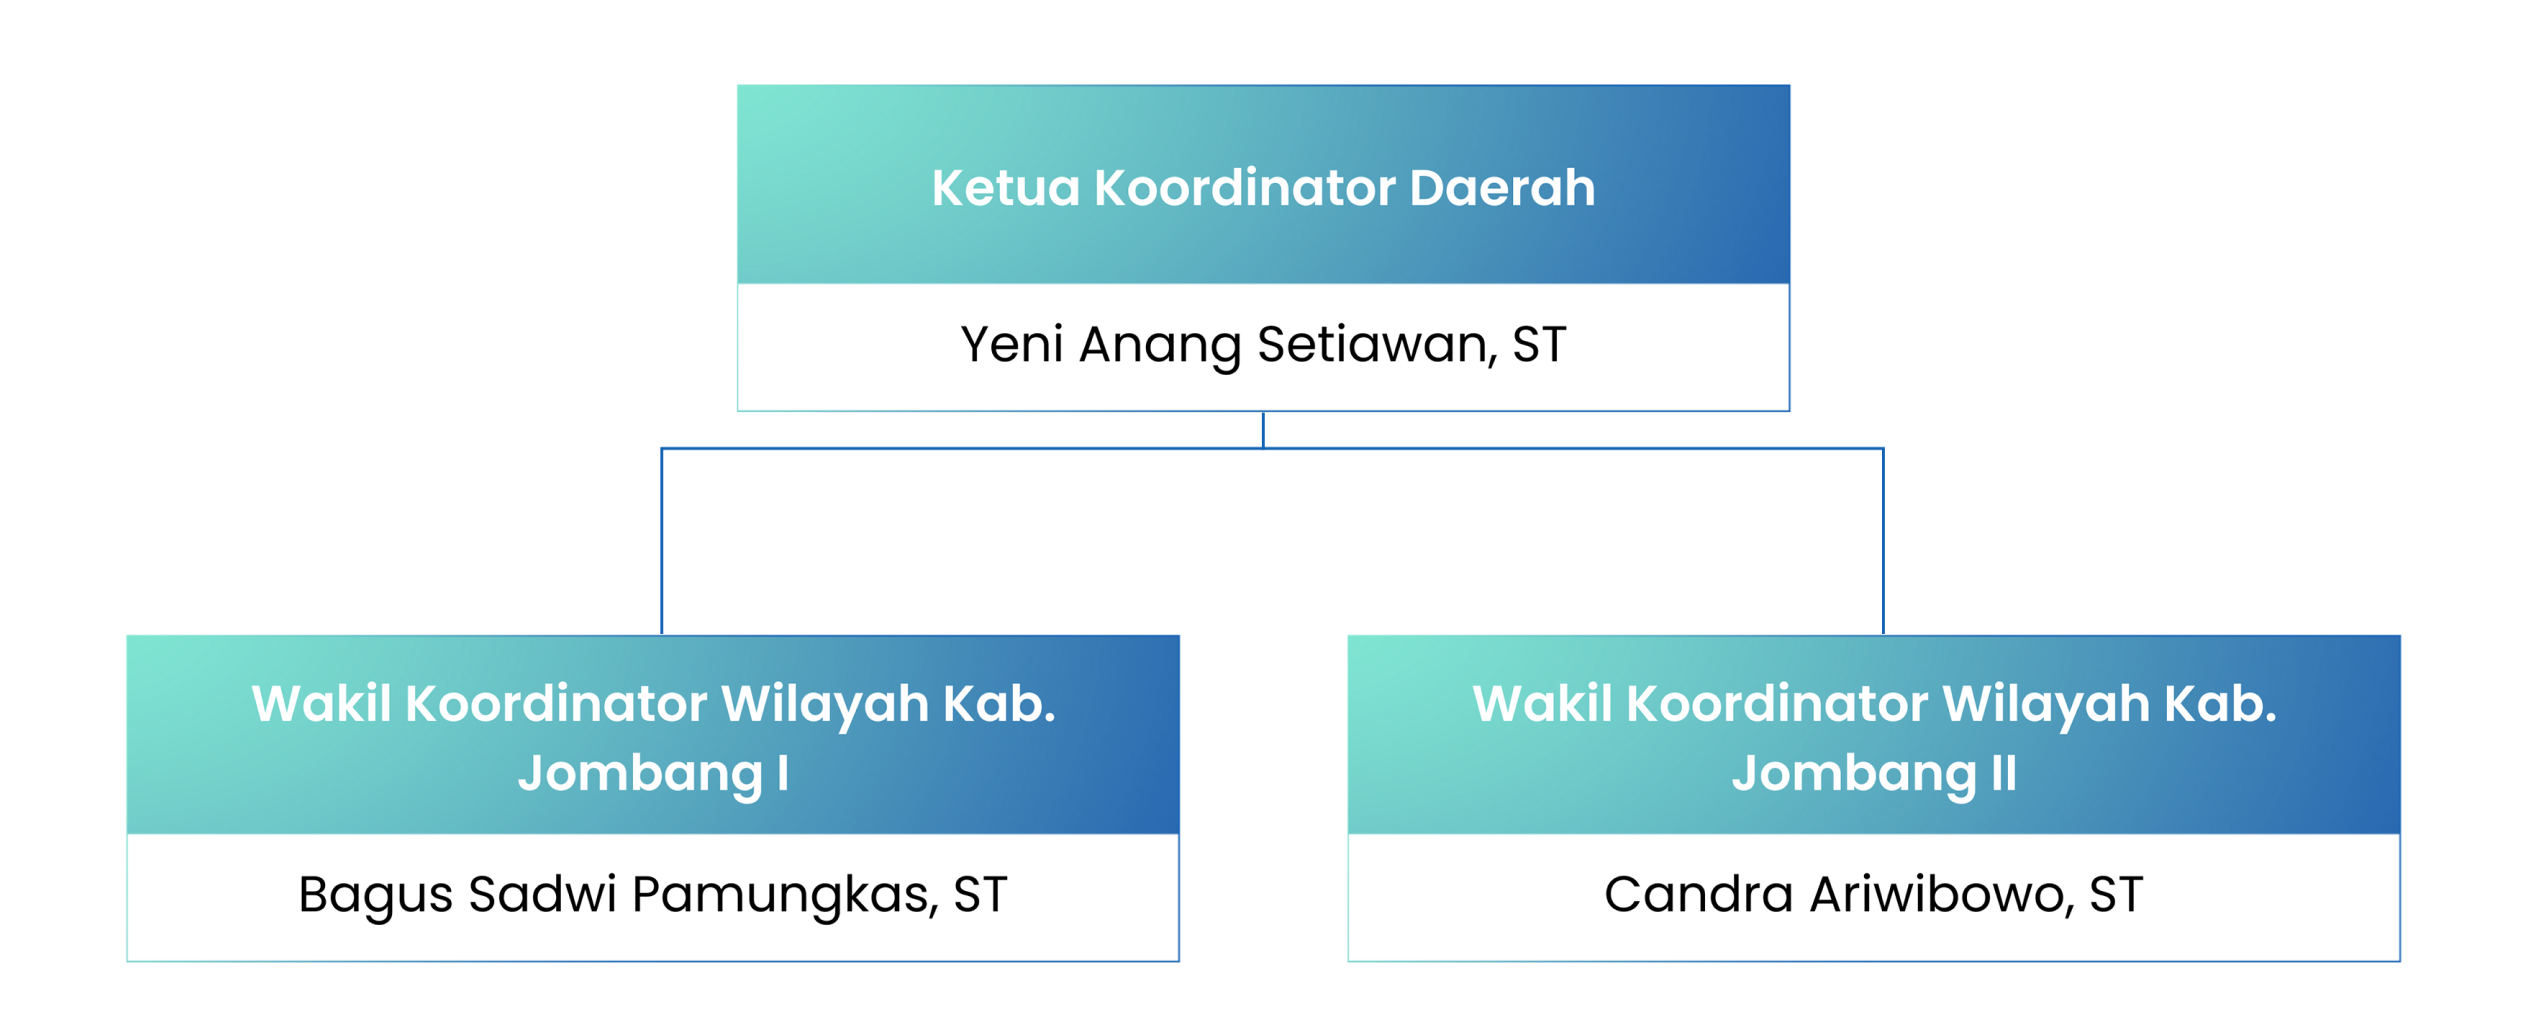 Ketua Koordinator Daerah
Yeni Anang Setiawan, ST
Wakil Koordinator Wilayah Kab.
Jombang I
Bagus Sadwi Pamungkas, ST
Wakil Koordinator Wilayah Kab.
Jombang II
Candra Ariwibowo, ST